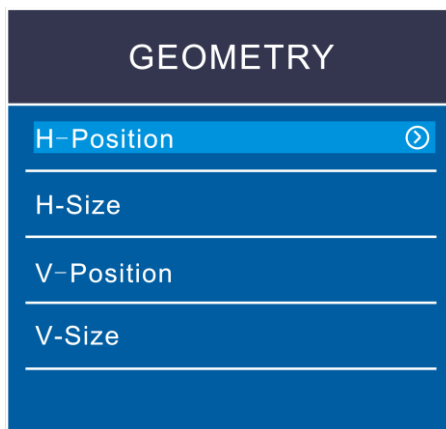 GEOMETRY
H-Position
H-Size
V-Position
V-Size